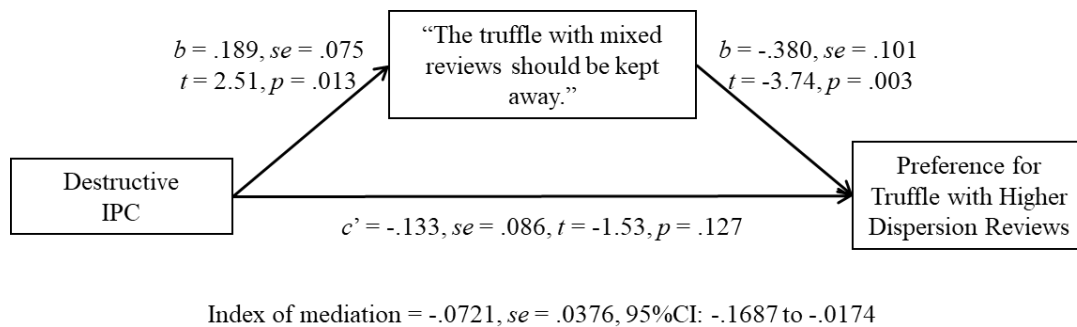 b = .189, se = .075
t = 2.51, p = .013
“The truffle with mixed
reviews should be kept
away.”
b = -.380, se = .101
t = -3.74, p = .003
Destructive
IPC
c’ = -.133, se = .086, t = -1.53, p = .127
Preference for
Truffle with Higher
Dispersion Reviews
Index of mediation = -.0721, se = .0376, 95%CI: -.1687 to -.0174